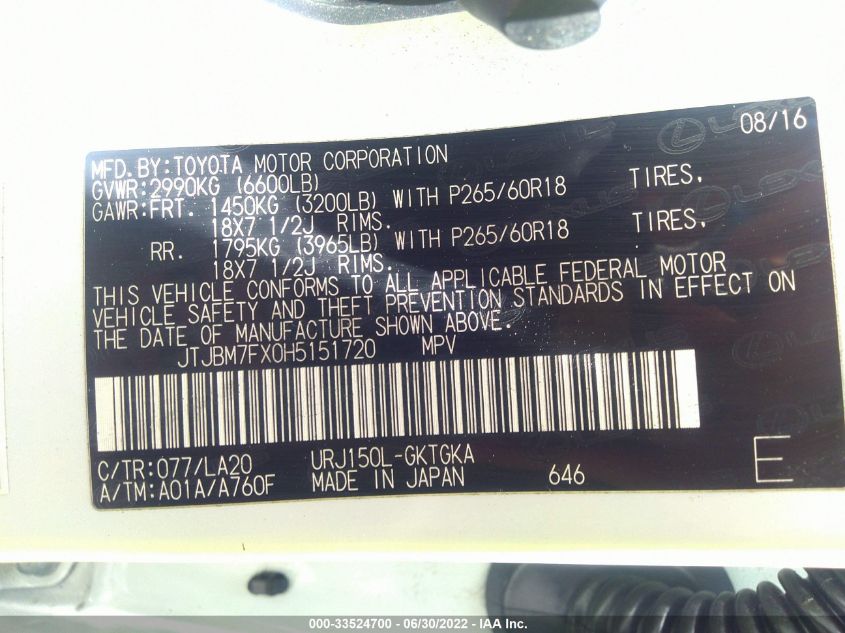 08/16
MFD.BY:TOYOTA MOTOR CORPORATION
GVWR:2990KG (6600LB)
GAWR:FRT. 1450KG (3200LB) WITH P265/60R18 TIRES,
18X7 1/2J RIMS.
RR. 1795KG (3965LB) WITH P265/60R18 TIRES,
18X7 1/2J RIMS.
THIS VEHICLE CONFORMS TO ALL APPLICABLE FEDERAL MOTOR
VEHICLE SAFETY AND THEFT PREVENTION STANDARDS IN EFFECT ON
THE DATE OF MANUFACTURE SHOWN ABOVE.
JTJBM7FX0H5151720 MPV
C/TR:077/LA20 URJ150L-GKTGKA
A/TM:A01A/A760F MADE IN JAPAN 646 E
000-33524700 - 06/30/2022 - IAA Inc.